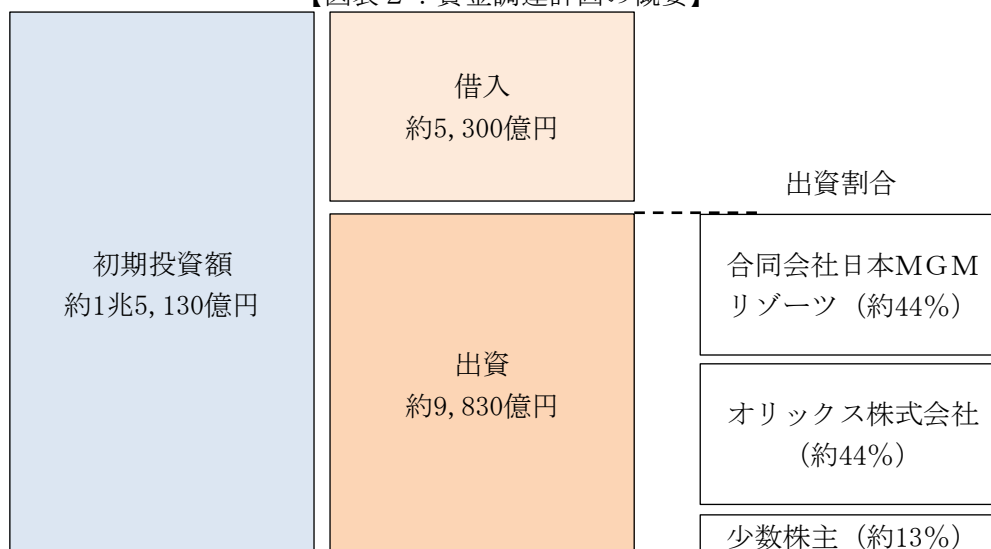 【図表2：資金調達計画の概要】
初期投資額
約1兆5,130億円
借入
約5,300億円
出資
約9,830億円
出資割合
合同会社日本MGM
リゾーツ（約44％）
オリックス株式会社
（約44％）
少数株主（約13％）